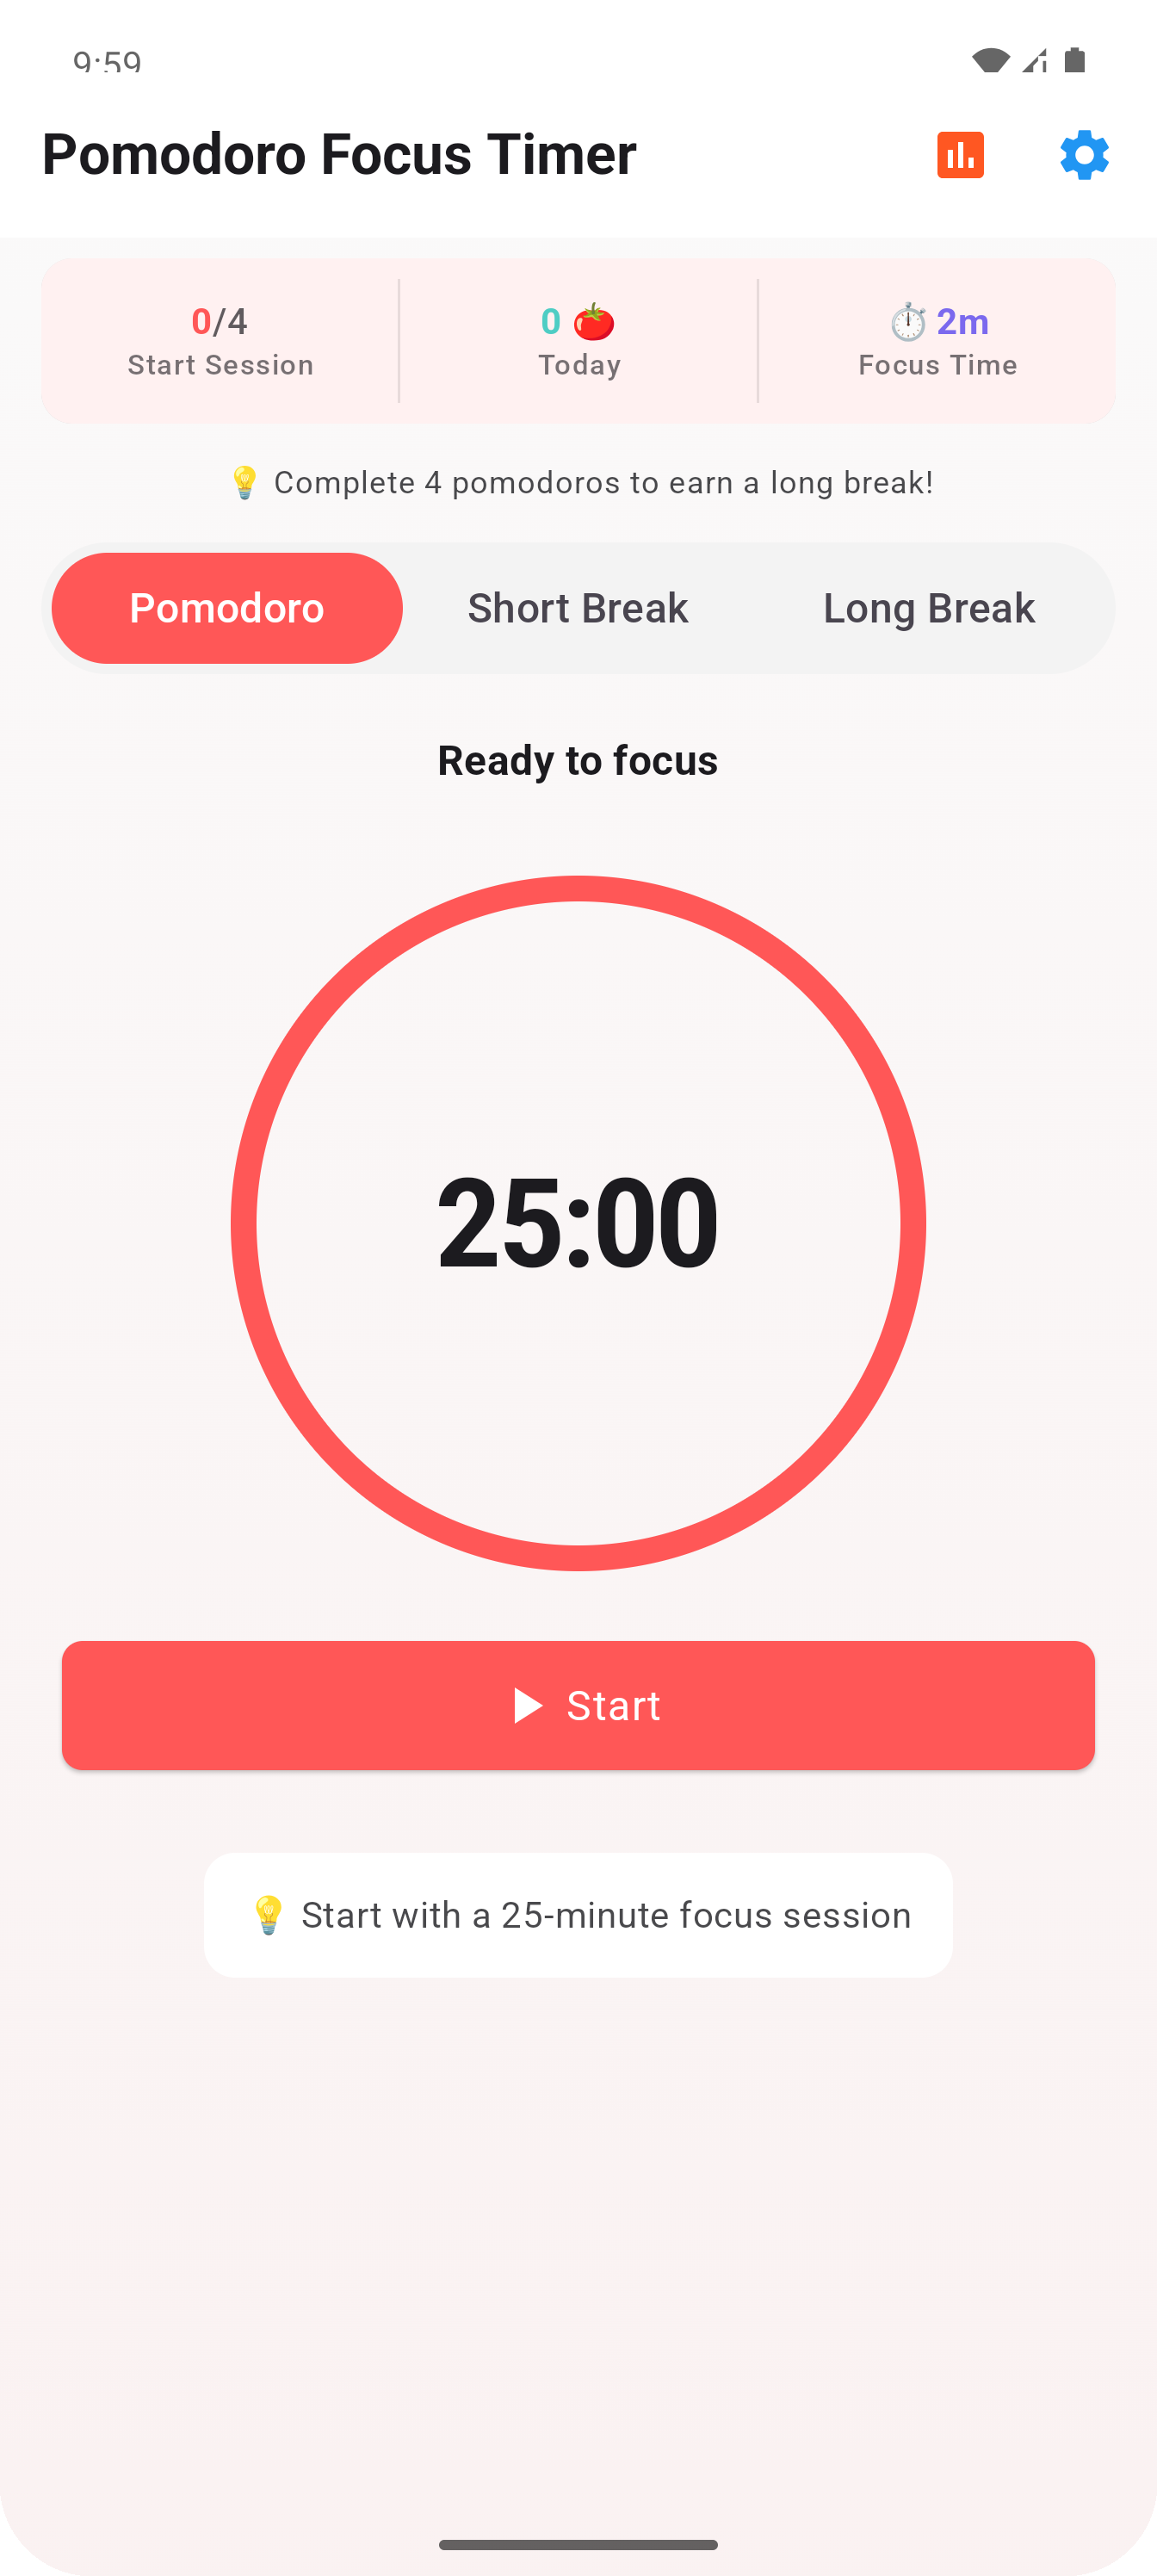 9:59
Pomodoro Focus Timer
0/4
Start Session
0 🍅
Today
⏱️ 2m
Focus Time
💡 Complete 4 pomodoros to earn a long break!
Pomodoro
Short Break
Long Break
Ready to focus
25:00
Start
💡 Start with a 25-minute focus session